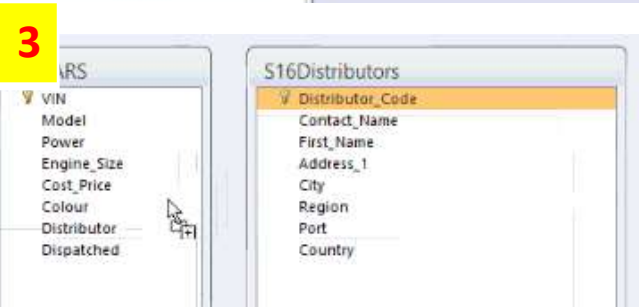 3
ARS
VIN
Model
Power
Engine_Size
Cost_Price
Colour
Distributor
Dispatched
S16Distributors
Distributor_Code
Contact_Name
First_Name
Address_1
City
Region
Port
Country